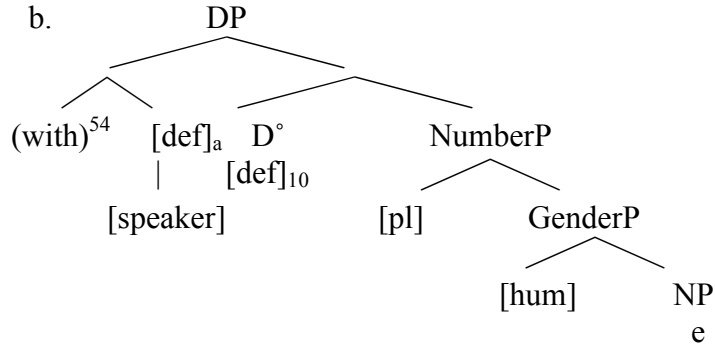 b. DP
(with)⁵⁴ [def]ₐ D° NumberP
[def]₁₀
[speaker] [pl] GenderP
[hum] NP
e